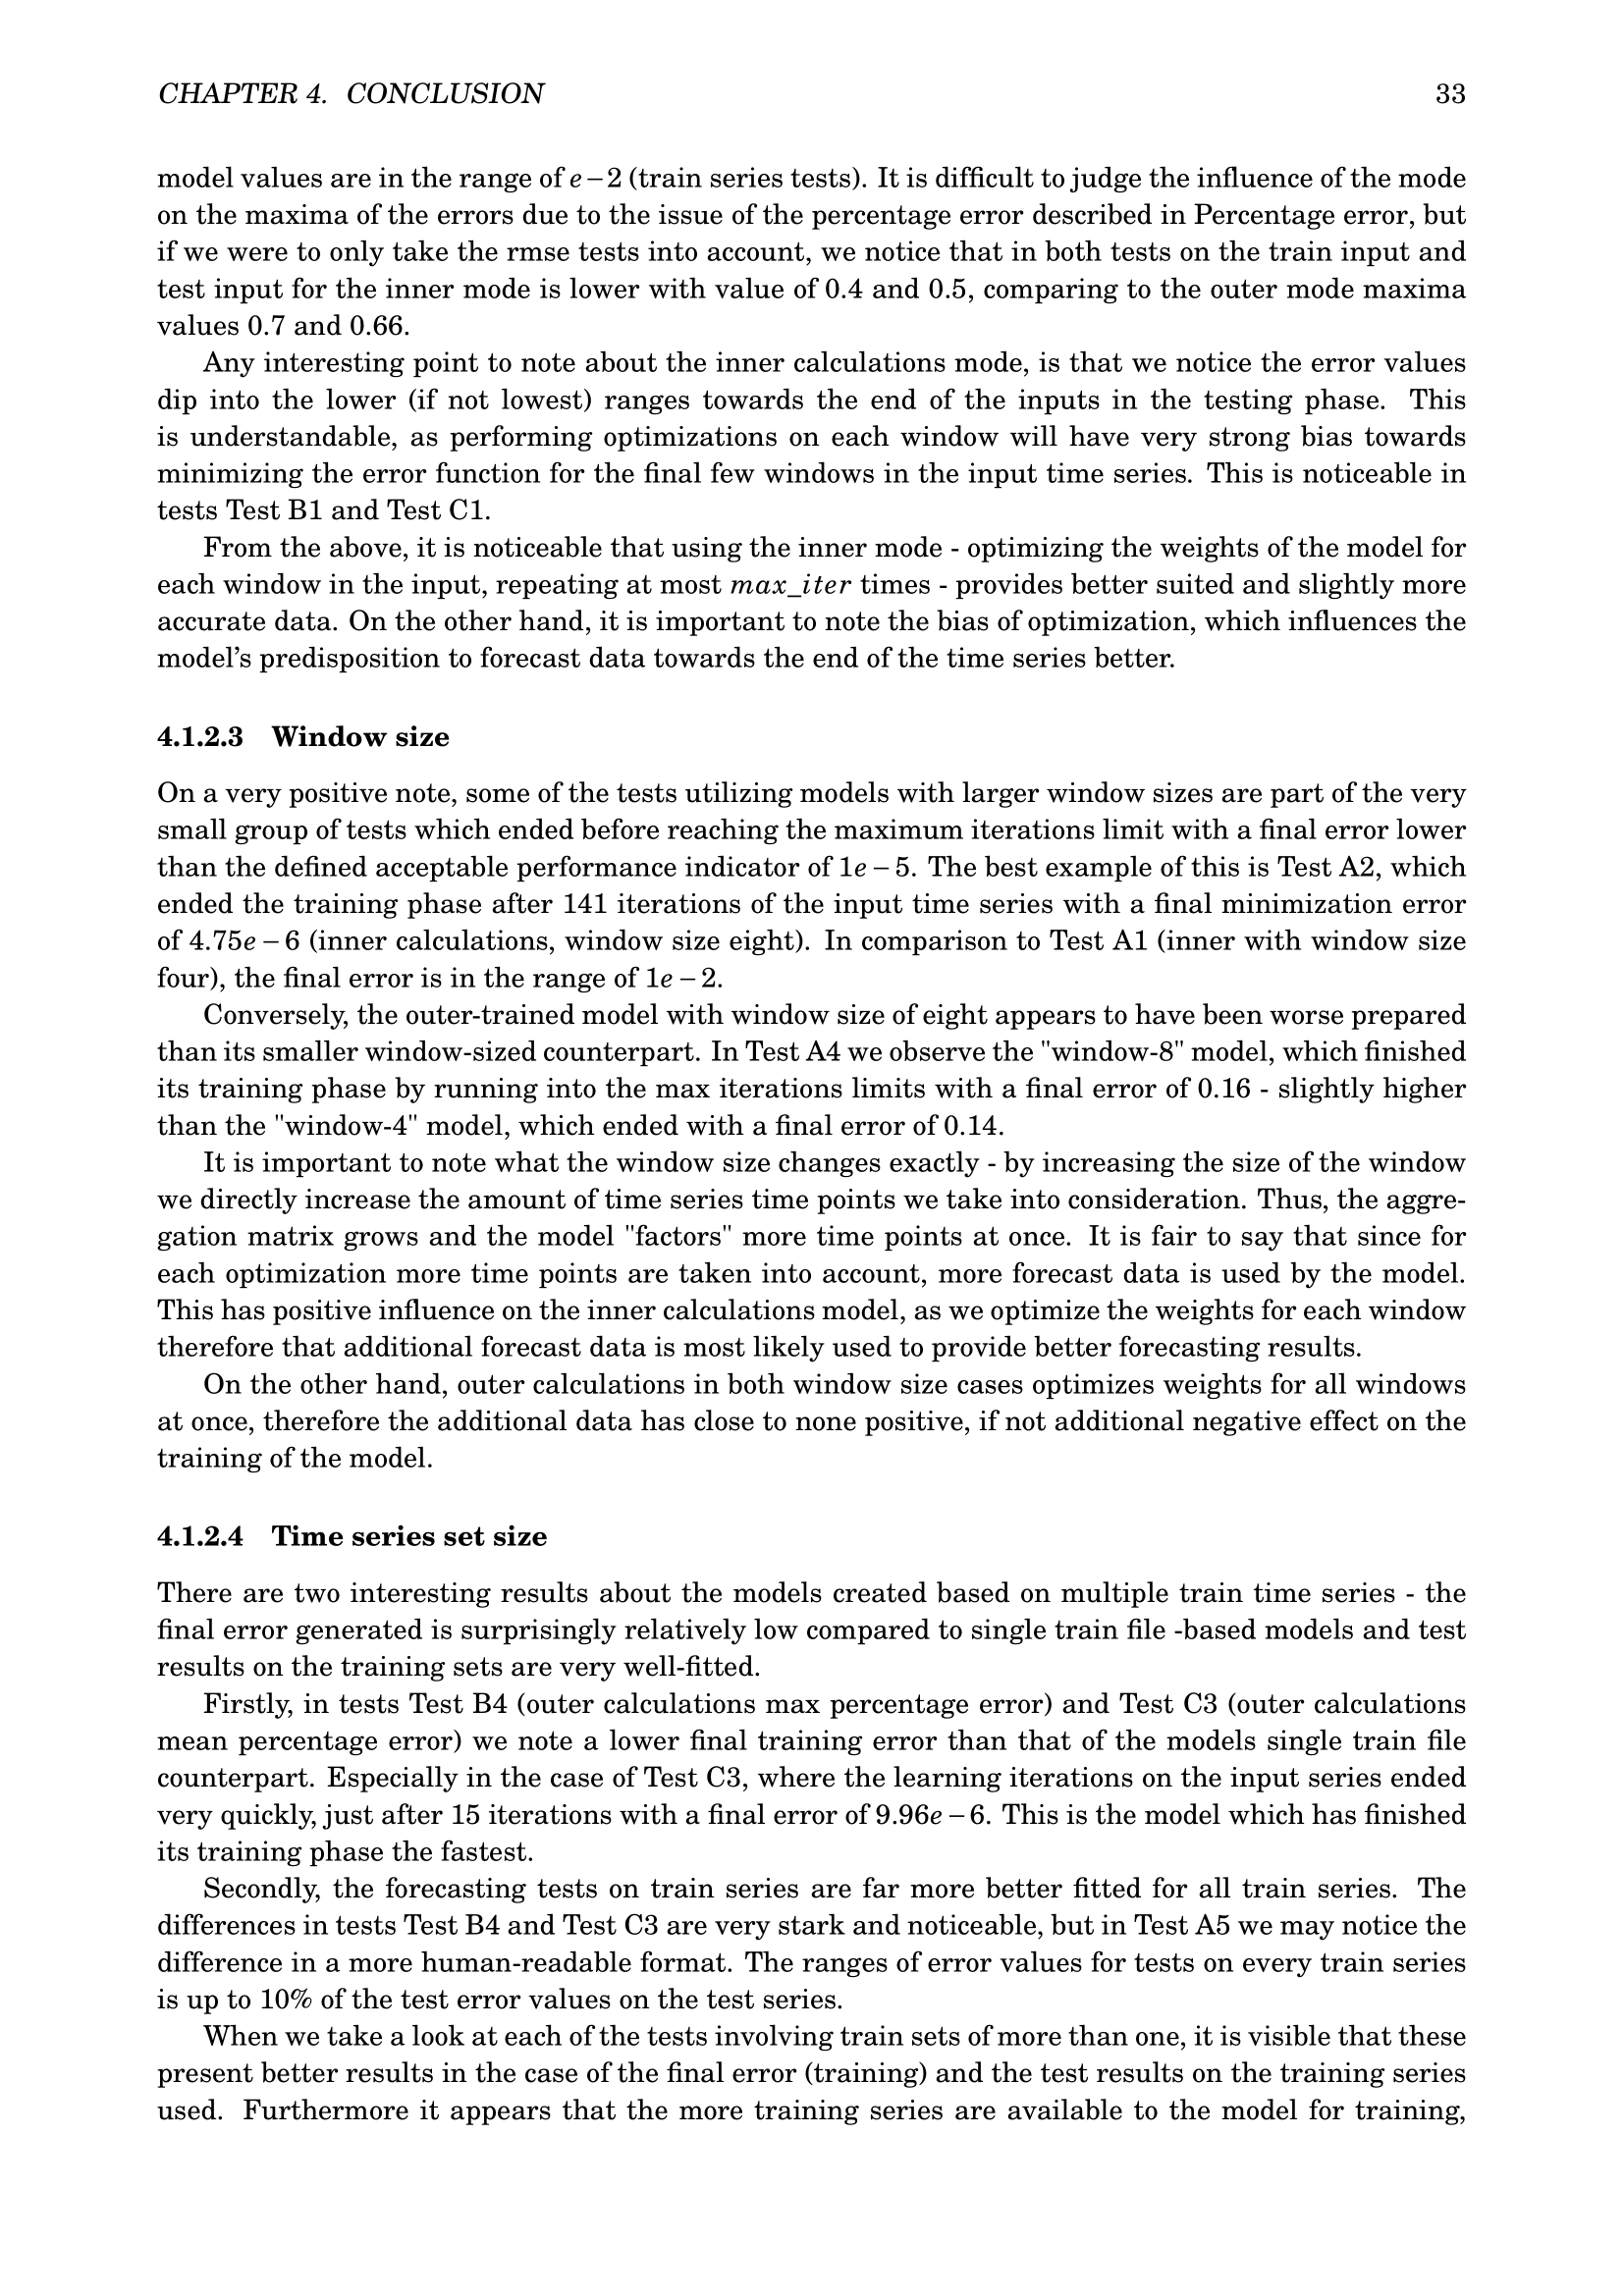 CHAPTER 4. CONCLUSION 33
model values are in the range of e − 2 (train series tests). It is difficult to judge the influence of the mode
on the maxima of the errors due to the issue of the percentage error described in Percentage error, but
if we were to only take the rmse tests into account, we notice that in both tests on the train input and
test input for the inner mode is lower with value of 0.4 and 0.5, comparing to the outer mode maxima
values 0.7 and 0.66.
Any interesting point to note about the inner calculations mode, is that we notice the error values
dip into the lower (if not lowest) ranges towards the end of the inputs in the testing phase. This
is understandable, as performing optimizations on each window will have very strong bias towards
minimizing the error function for the final few windows in the input time series. This is noticeable in
tests Test B1 and Test C1.
From the above, it is noticeable that using the inner mode - optimizing the weights of the model for
each window in the input, repeating at most max_iter times - provides better suited and slightly more
accurate data. On the other hand, it is important to note the bias of optimization, which influences the
model's predisposition to forecast data towards the end of the time series better.
4.1.2.3 Window size
On a very positive note, some of the tests utilizing models with larger window sizes are part of the very
small group of tests which ended before reaching the maximum iterations limit with a final error lower
than the defined acceptable performance indicator of 1e − 5. The best example of this is Test A2, which
ended the training phase after 141 iterations of the input time series with a final minimization error
of 4.75e − 6 (inner calculations, window size eight). In comparison to Test A1 (inner with window size
four), the final error is in the range of 1e − 2.
Conversely, the outer-trained model with window size of eight appears to have been worse prepared
than its smaller window-sized counterpart. In Test A4 we observe the "window-8" model, which finished
its training phase by running into the max iterations limits with a final error of 0.16 - slightly higher
than the "window-4" model, which ended with a final error of 0.14.
It is important to note what the window size changes exactly - by increasing the size of the window
we directly increase the amount of time series time points we take into consideration. Thus, the aggre-
gation matrix grows and the model "factors" more time points at once. It is fair to say that since for
each optimization more time points are taken into account, more forecast data is used by the model.
This has positive influence on the inner calculations model, as we optimize the weights for each window
therefore that additional forecast data is most likely used to provide better forecasting results.
On the other hand, outer calculations in both window size cases optimizes weights for all windows
at once, therefore the additional data has close to none positive, if not additional negative effect on the
training of the model.
4.1.2.4 Time series set size
There are two interesting results about the models created based on multiple train time series - the
final error generated is surprisingly relatively low compared to single train file -based models and test
results on the training sets are very well-fitted.
Firstly, in tests Test B4 (outer calculations max percentage error) and Test C3 (outer calculations
mean percentage error) we note a lower final training error than that of the models single train file
counterpart. Especially in the case of Test C3, where the learning iterations on the input series ended
very quickly, just after 15 iterations with a final error of 9.96e − 6. This is the model which has finished
its training phase the fastest.
Secondly, the forecasting tests on train series are far more better fitted for all train series. The
differences in tests Test B4 and Test C3 are very stark and noticeable, but in Test A5 we may notice the
difference in a more human-readable format. The ranges of error values for tests on every train series
is up to 10% of the test error values on the test series.
When we take a look at each of the tests involving train sets of more than one, it is visible that these
present better results in the case of the final error (training) and the test results on the training series
used. Furthermore it appears that the more training series are available to the model for training,